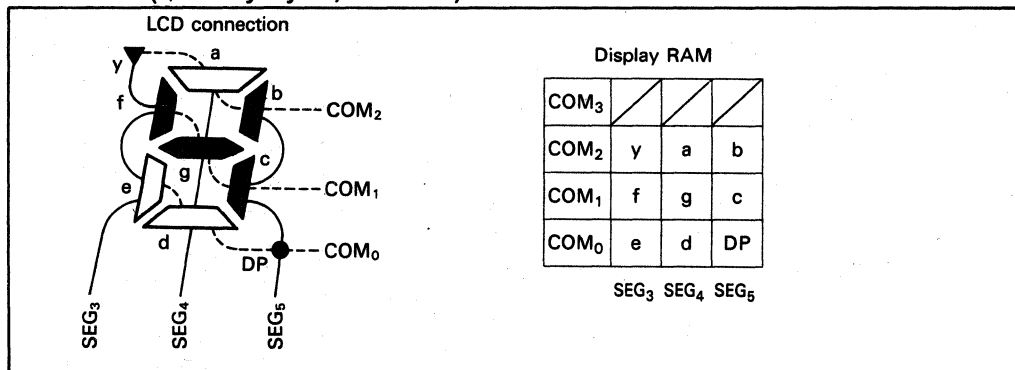 LCD connection
y
a
b
f
COM₂
g
c
e
COM₁
d
DP
COM₀
SEG₃
SEG₄
SEG₅
Display RAM
COM₃
COM₂ y a b
COM₁ f g c
COM₀ e d DP
SEG₃ SEG₄ SEG₅